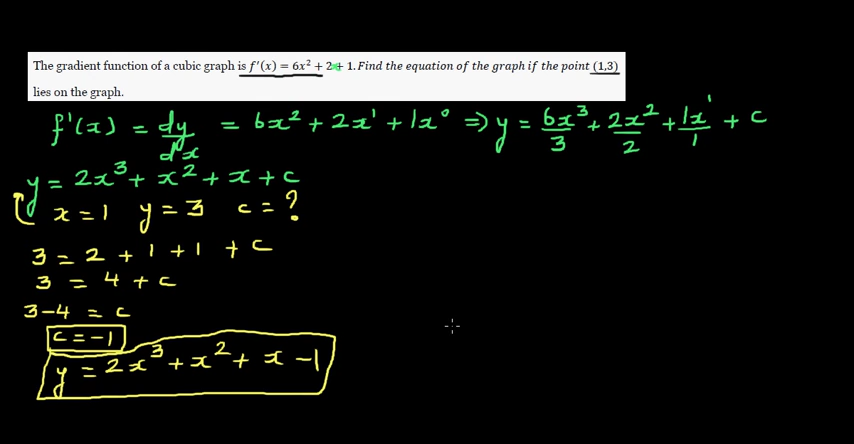 The gradient function of a cubic graph is f'(x) = 6x² + 2x + 1. Find the equation of the graph if the point (1,3)
lies on the graph.
f'(x) = dy/dx = 6x² + 2x¹ + 1x⁰ ⇒ y = 6x³/3 + 2x²/2 + 1x¹/1 + c
y = 2x³ + x² + x + c
x = 1 y = 3 c = ?
3 = 2 + 1 + 1 + c
3 = 4 + c
3-4 = c
c = -1
y = 2x³ + x² + x - 1